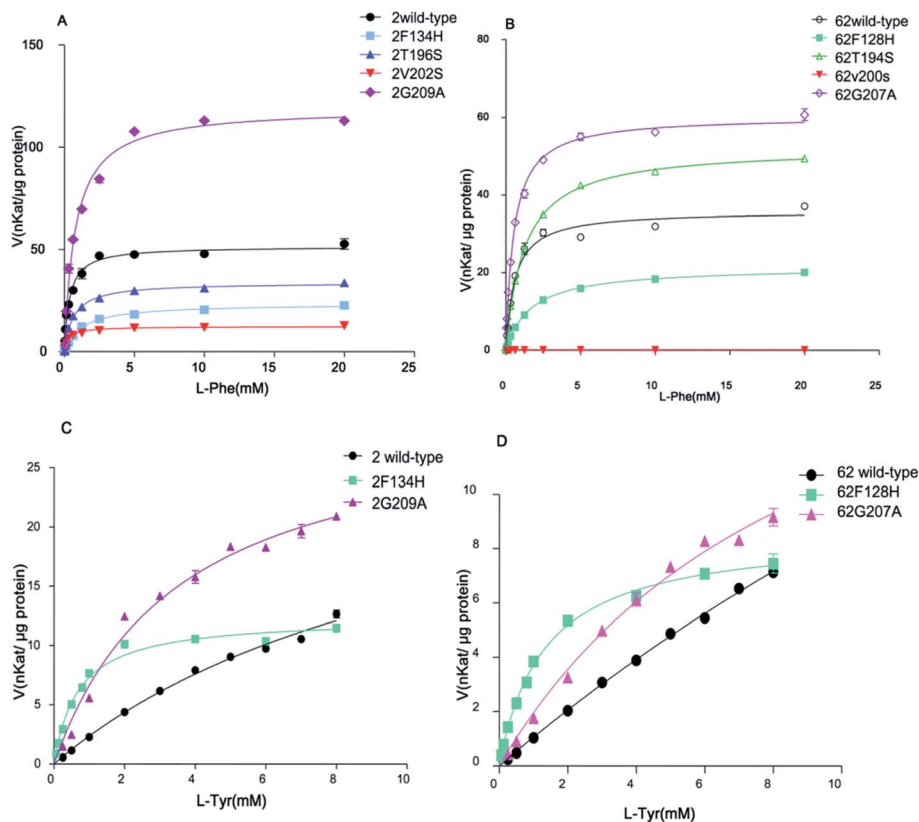 A
2wild-type
2F134H
2T196S
2V202S
2G209A
V(nKat/µg protein)
150
100
50
0
0
5
10
15
20
25
L-Phe(mM)
B
62wild-type
62F128H
62T194S
62v200s
62G207A
V(nKat/ µg protein)
80
60
40
20
0
0
5
10
15
20
25
L-Phe(mM)
C
2 wild-type
2F134H
2G209A
V(nKat/ µg protein)
25
20
15
10
5
0
0
2
4
6
8
10
L-Tyr(mM)
D
62 wild-type
62F128H
62G207A
V(nKat/ µg protein)
10
8
6
4
2
0
0
2
4
6
8
10
L-Tyr(mM)